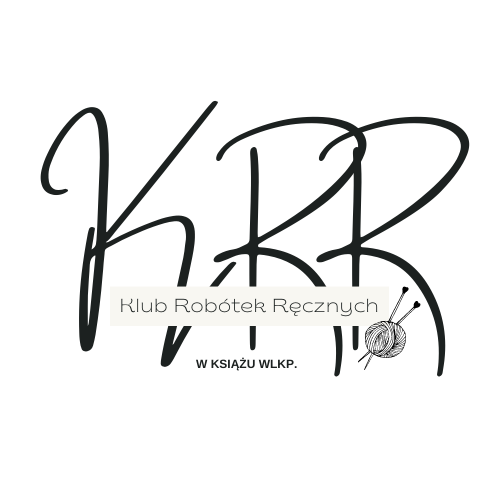 KRR
Klub Robótek Ręcznych
W KSIĄŻU WLKP.